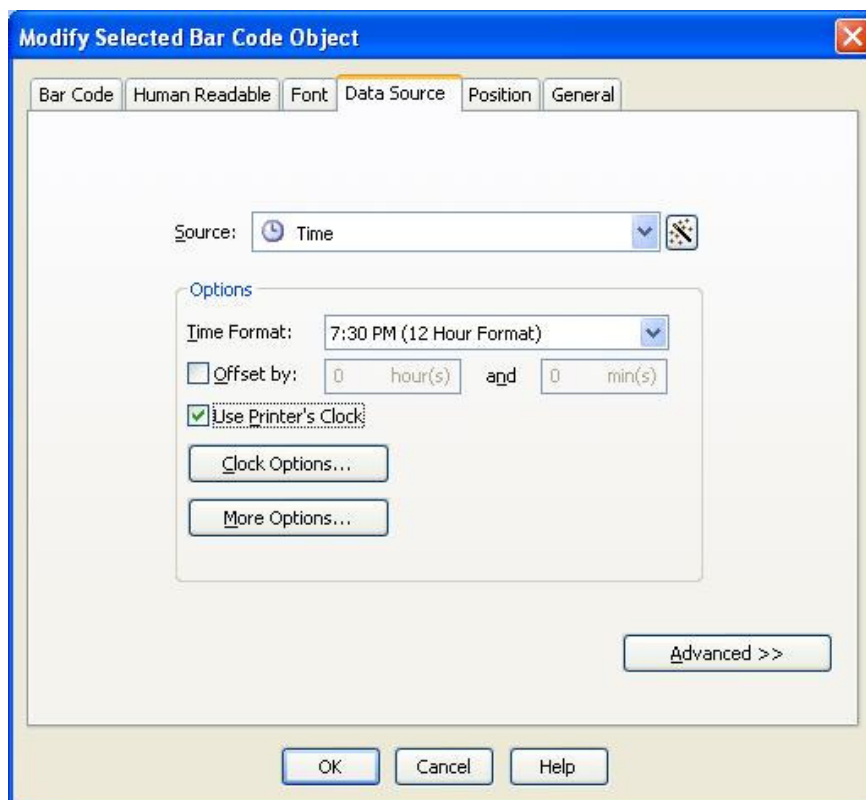 Modify Selected Bar Code Object
Bar Code Human Readable Font Data Source Position General
Source: Time
Options
Time Format: 7:30 PM (12 Hour Format)
Offset by: 0 hour(s) and 0 min(s)
Use Printer's Clock
Clock Options...
More Options...
Advanced >>
OK Cancel Help